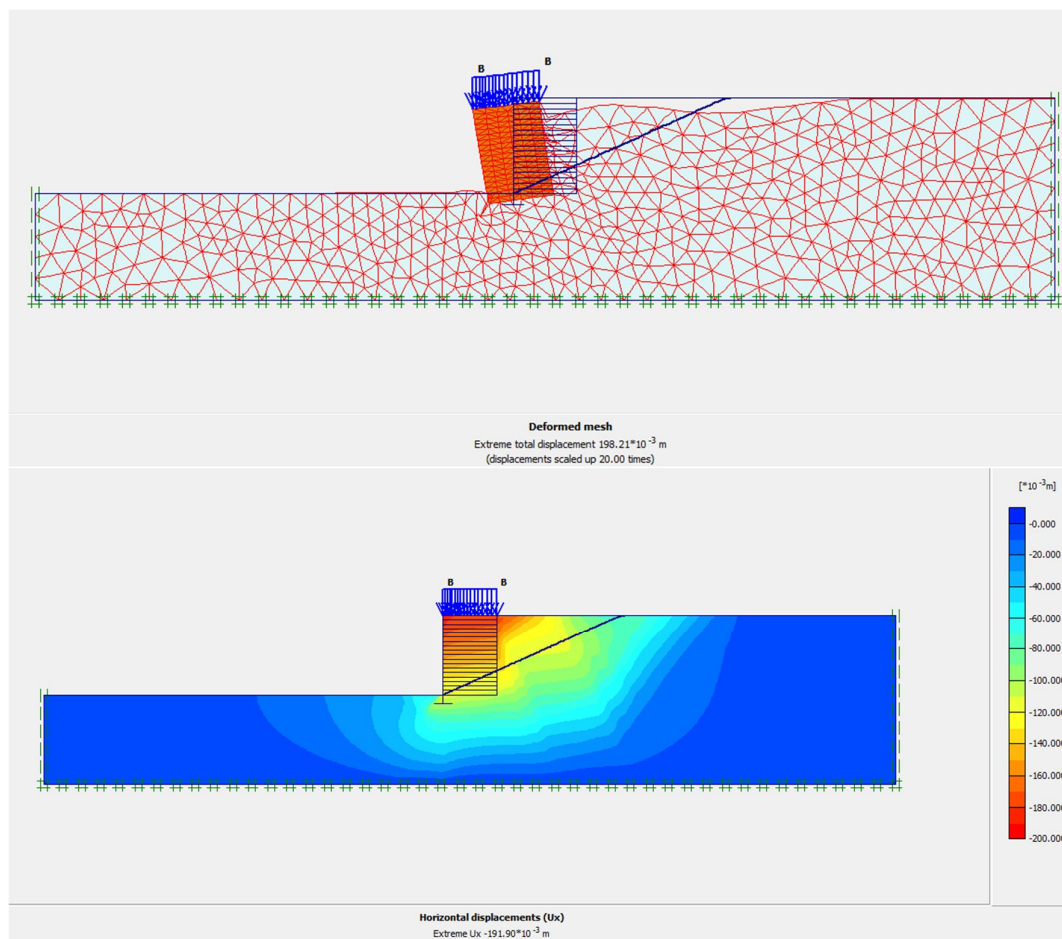 B B
Deformed mesh
Extreme total displacement 198.21*10 -3 m
(displacements scaled up 20.00 times)
[*10 -3 m]
-0.000
-20.000
-40.000
-60.000
-80.000
-100.000
-120.000
-140.000
-160.000
-180.000
-200.000
B B
Horizontal displacements (Ux)
Extreme Ux -191.90*10 -3 m